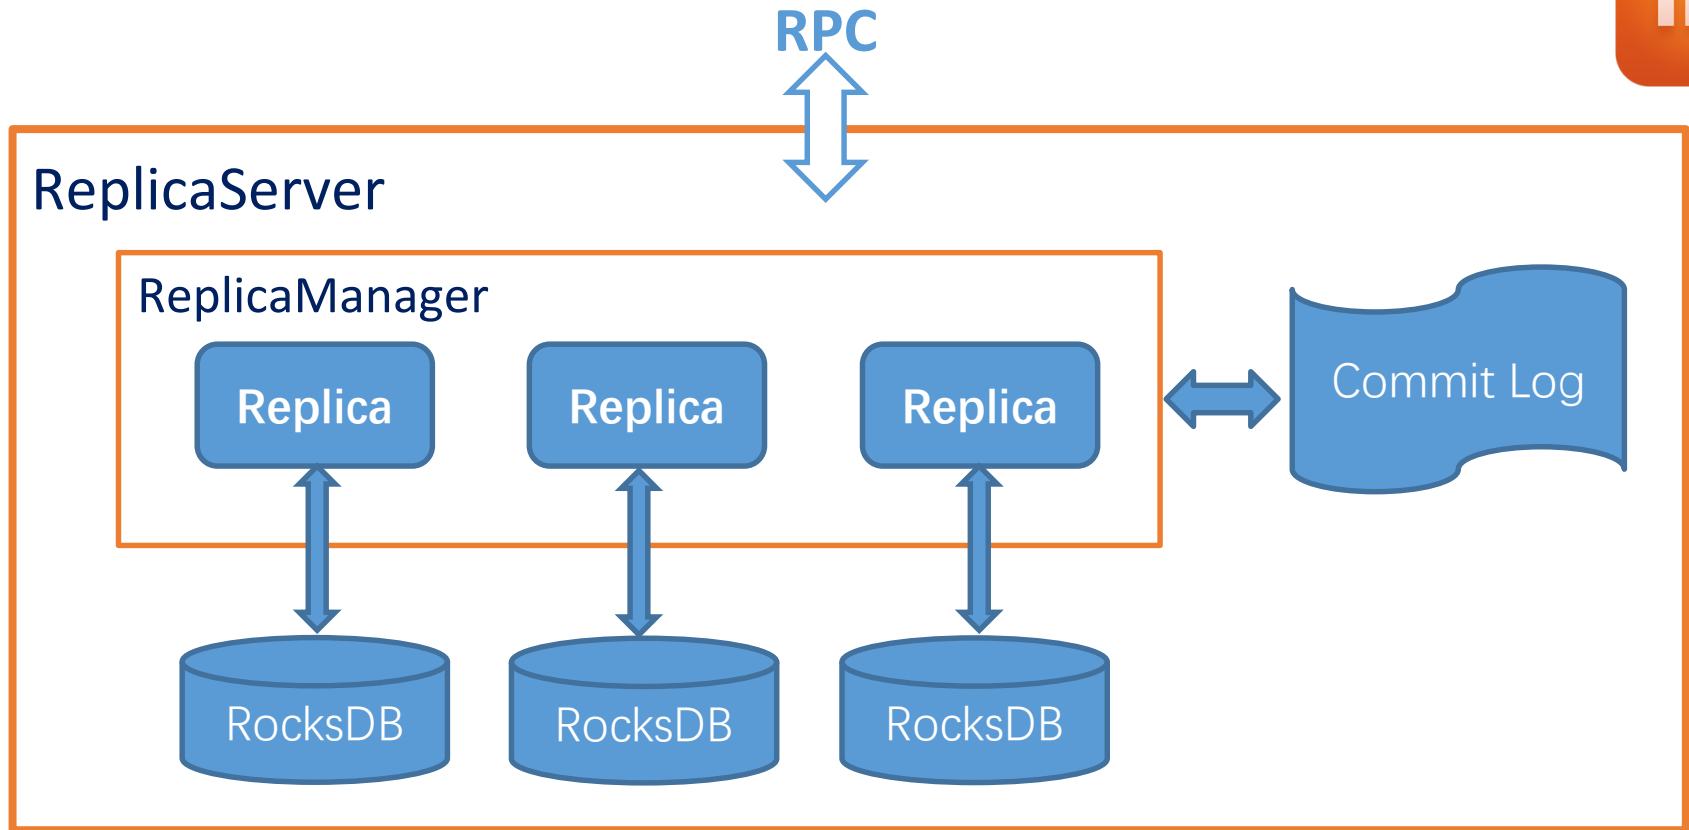 RPC
ReplicaServer
ReplicaManager
Replica
Replica
Replica
Commit Log
RocksDB
RocksDB
RocksDB